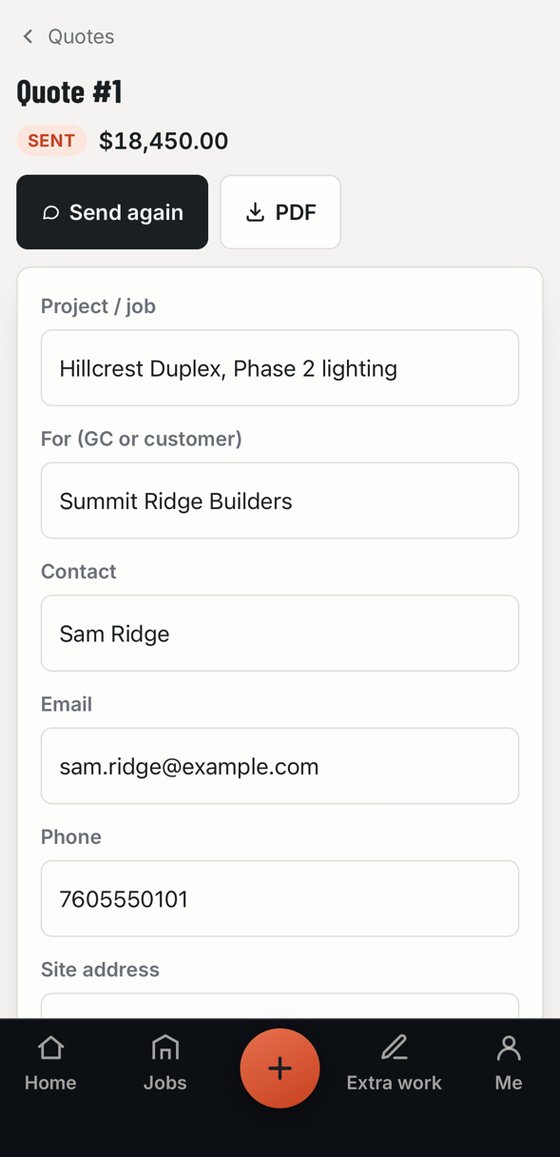 Quotes
Quote #1
SENT $18,450.00
Send again PDF
Project / job
Hillcrest Duplex, Phase 2 lighting
For (GC or customer)
Summit Ridge Builders
Contact
Sam Ridge
Email
sam.ridge@example.com
Phone
7605550101
Site address
Home Jobs Extra work Me